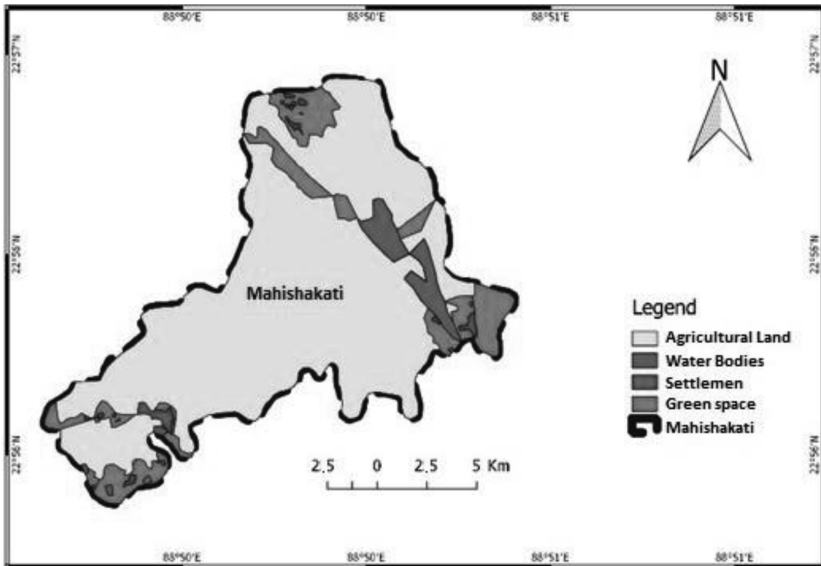 88°50'E 88°50'E 88°51'E 88°51'E
22°57'N
22°57'N
N
22°56'N
22°56'N
Mahishakati
Legend
Agricultural Land
Water Bodies
Settlemen
Green space
Mahishakati
22°56'N
22°56'N
2.5 0 2.5 5 Km
88°50'E 88°50'E 88°51'E 88°51'E